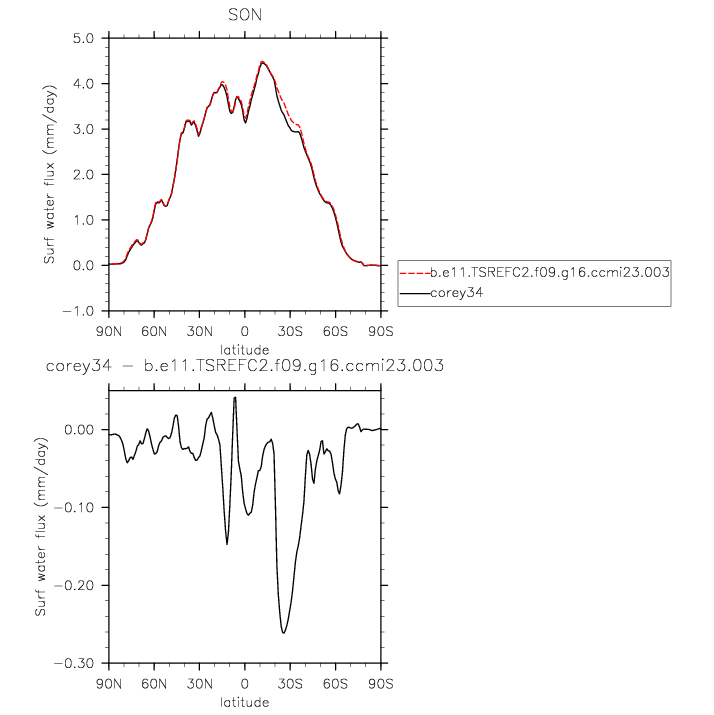 SON
5.0
4.0
3.0
2.0
1.0
0.0
−1.0
Surf water flux (mm/day)
90N 60N 30N 0 30S 60S 90S
latitude
b.e11.TSREFC2.f09.g16.ccmi23.003
corey34
corey34 − b.e11.TSREFC2.f09.g16.ccmi23.003
0.00
−0.10
−0.20
−0.30
Surf water flux (mm/day)
90N 60N 30N 0 30S 60S 90S
latitude